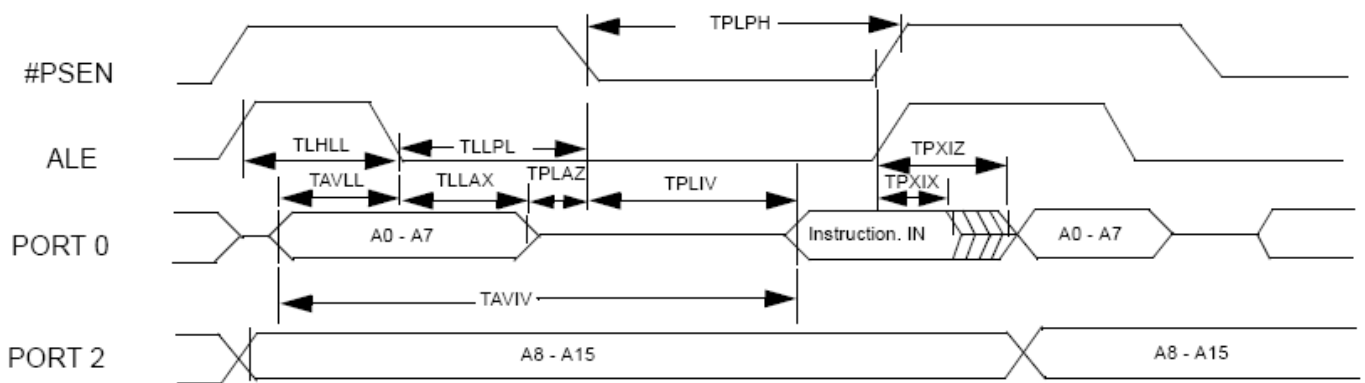 TPLPH
#PSEN
ALE
TLHLL
TLLPL
TPXIZ
TAVLL
TLLAX
TPLAZ
TPLIV
TPXIX
PORT 0
A0 - A7
Instruction. IN
A0 - A7
TAVIV
PORT 2
A8 - A15
A8 - A15